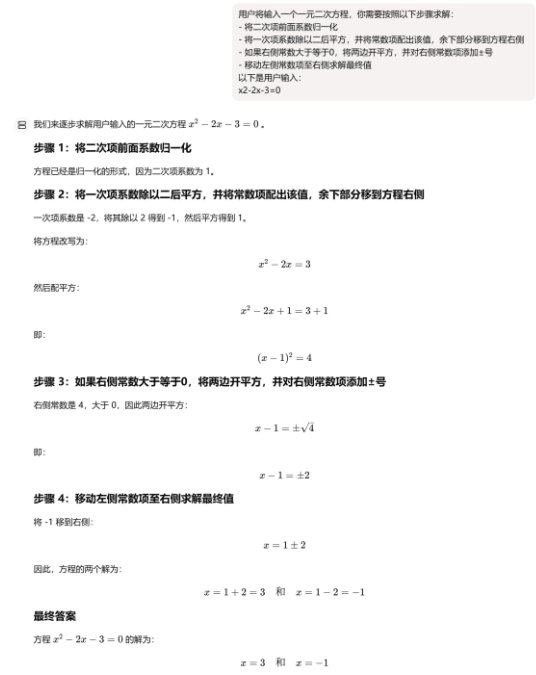 用户将输入一个一元二次方程，你需要按照以下步骤求解：
- 将二次项前面系数归一化
- 将一次项系数除以二后平方，并将常数项配出该值，余下部分移到方程右侧
- 如果右侧常数大于等于0，将两边开平方，并对右侧常数项添加±号
- 移动左侧常数项至右侧求解最终值
以下是用户输入：
x2-2x-3=0
我们来逐步求解用户输入的一元二次方程 x² − 2x − 3 = 0 。
步骤 1：将二次项前面系数归一化
方程已经是归一化的形式，因为二次项系数为 1。
步骤 2：将一次项系数除以二后平方，并将常数项配出该值，余下部分移到方程右侧
一次项系数是 -2，将其除以 2 得到 -1，然后平方得到 1。
将方程改写为：
x² − 2x = 3
然后配平方：
x² − 2x + 1 = 3 + 1
即：
(x − 1)² = 4
步骤 3：如果右侧常数大于等于0，将两边开平方，并对右侧常数项添加±号
右侧常数是 4，大于 0，因此两边开平方：
x − 1 = ±√4
即：
x − 1 = ±2
步骤 4：移动左侧常数项至右侧求解最终值
将 -1 移到右侧：
x = 1 ± 2
因此，方程的两个解为：
x = 1 + 2 = 3 和 x = 1 − 2 = −1
最终答案
方程 x² − 2x − 3 = 0 的解为：
x = 3 和 x = −1